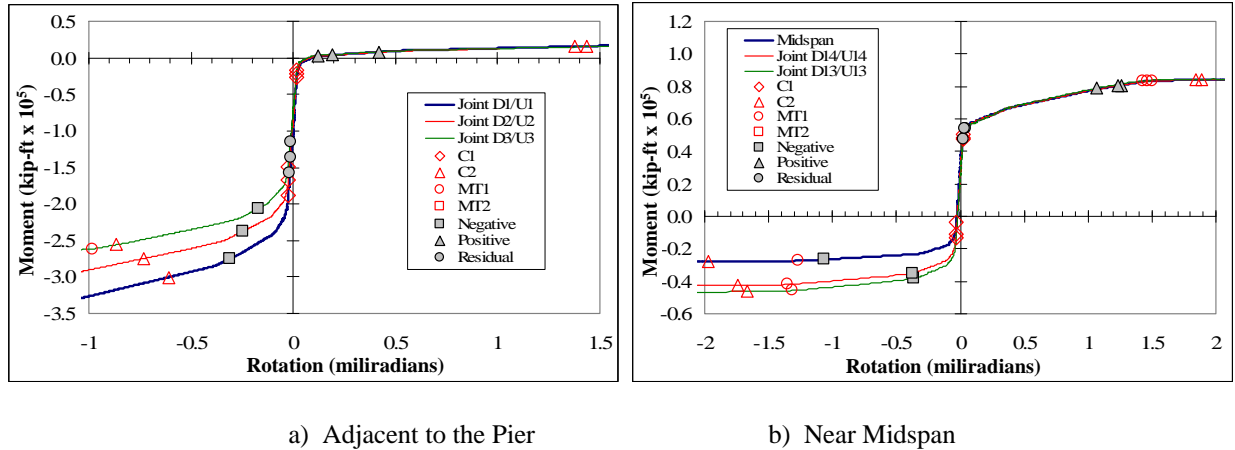 Moment (kip-ft x 10⁵)
0.5
0.0
-0.5
-1.0
-1.5
-2.0
-2.5
-3.0
-3.5
-1 -0.5 0 0.5 1 1.5
Rotation (miliradians)
Joint D1/U1
Joint D2/U2
Joint D3/U3
C1
C2
MT1
MT2
Negative
Positive
Residual
a) Adjacent to the Pier
Moment (kip-ft x 10⁵)
1.2
1.0
0.8
0.6
0.4
0.2
0.0
-0.2
-0.4
-0.6
-2 -1.5 -1 -0.5 0 0.5 1 1.5 2
Rotation (miliradians)
Midspan
Joint D14/U14
Joint D13/U13
C1
C2
MT1
MT2
Negative
Positive
Residual
b) Near Midspan